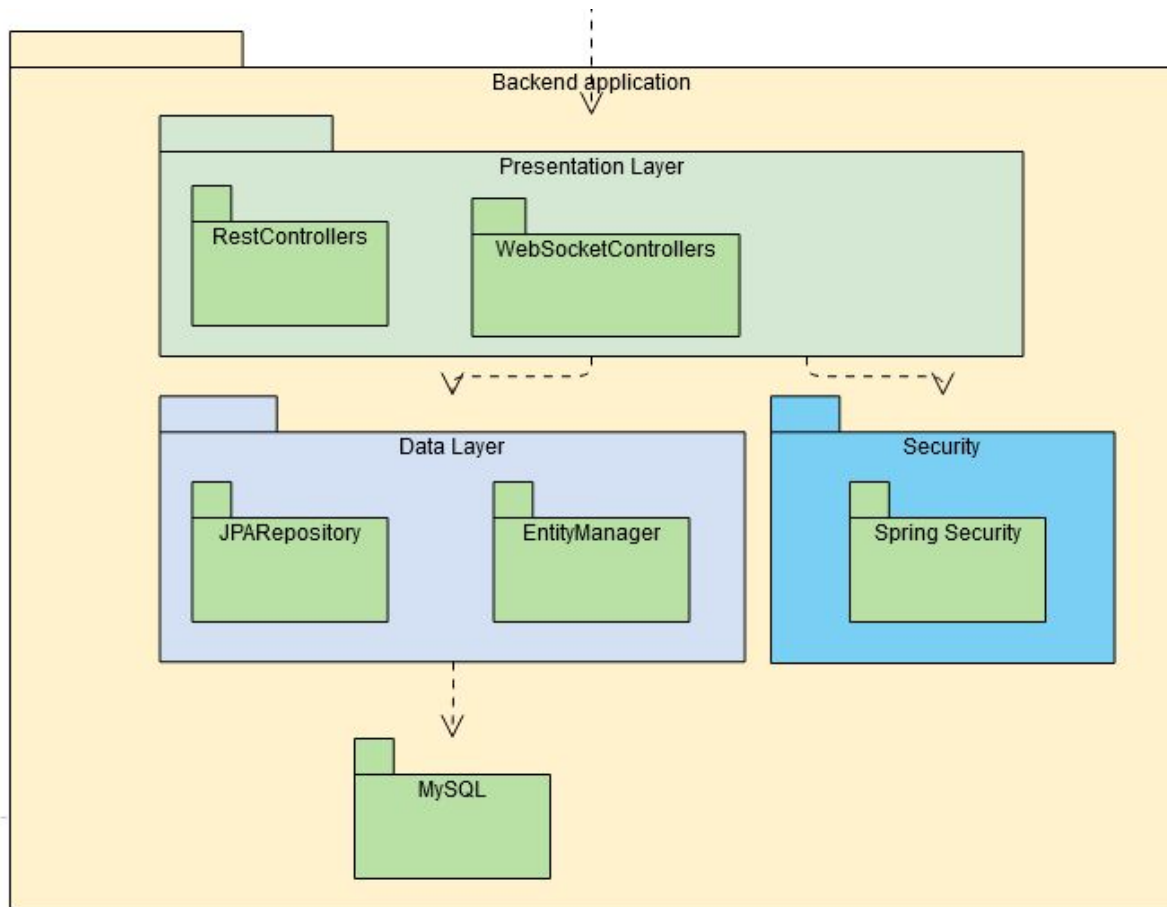 Backend application
Presentation Layer
RestControllers
WebSocketControllers
Data Layer
Security
JPARepository
EntityManager
Spring Security
MySQL